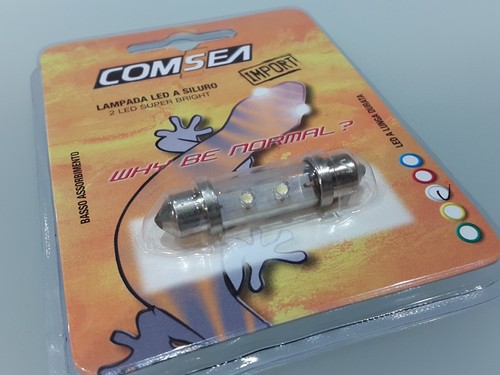 COMSEA
IMPORT
LAMPADA LED A SILURO
2 LED SUPER BRIGHT
WHY BE NORMAL?
BASSO ASSORBIMENTO
LED A LUNGA DURATA